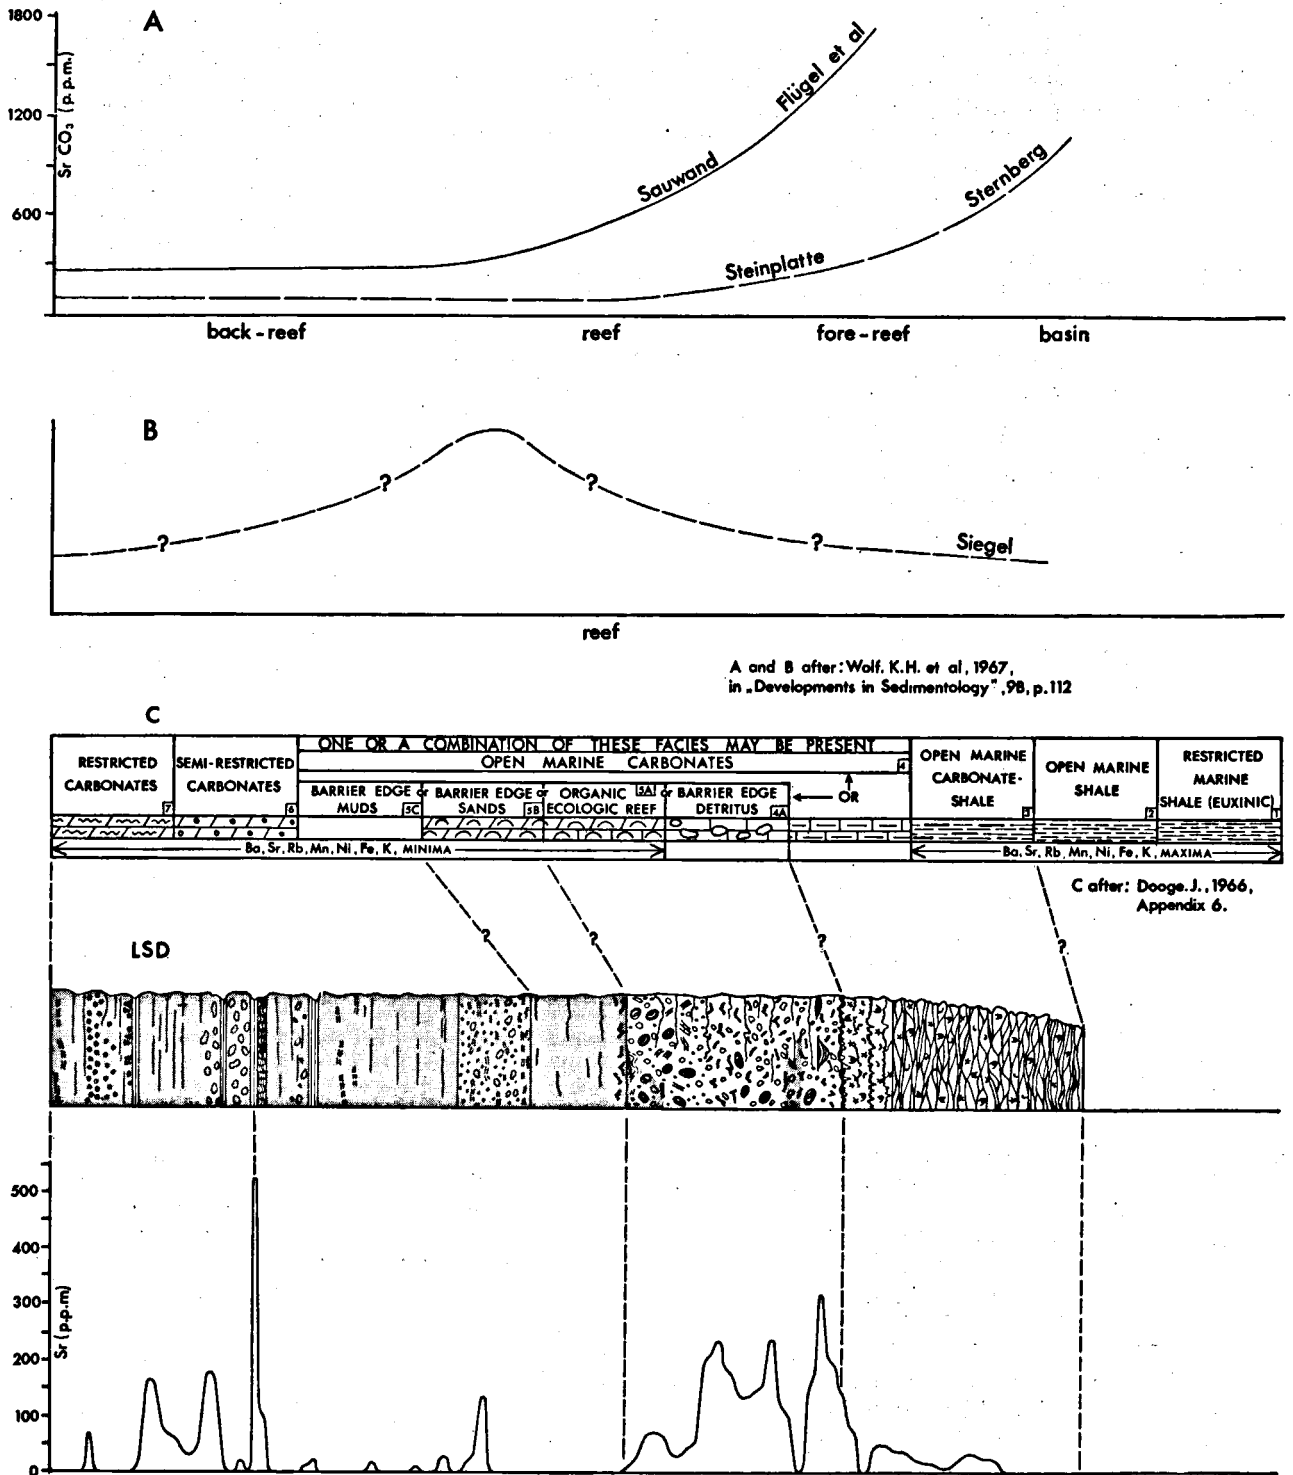 A
1800
1200
600
Sr CO₃ (p.p.m.)
Flügel et al
Sauwand
Sternberg
Steinplatte
back-reef
reef
fore-reef
basin
B
?
?
?
?
Siegel
reef
A and B after: Wolf. K.H. et al, 1967,
in „Developments in Sedimentology", 9B, p.112
C
RESTRICTED
CARBONATES
7
SEMI-RESTRICTED
CARBONATES
6
ONE OR A COMBINATION OF THESE FACIES MAY BE PRESENT
OPEN MARINE CARBONATES
4
BARRIER EDGE or
MUDS
5C
BARRIER EDGE or
SANDS
5B
ORGANIC 5A or
ECOLOGIC REEF
BARRIER EDGE
DETRITUS
4A
OR
OPEN MARINE
CARBONATE-
SHALE
3
OPEN MARINE
SHALE
2
RESTRICTED
MARINE
SHALE (EUXINIC)
1
Ba, Sr, Rb, Mn, Ni, Fe, K, MINIMA
Ba, Sr, Rb, Mn, Ni, Fe, K, MAXIMA
C after: Dooge. J., 1966,
Appendix 6.
LSD
?
?
?
?
500
400
300
200
100
0
Sr (p.p.m)